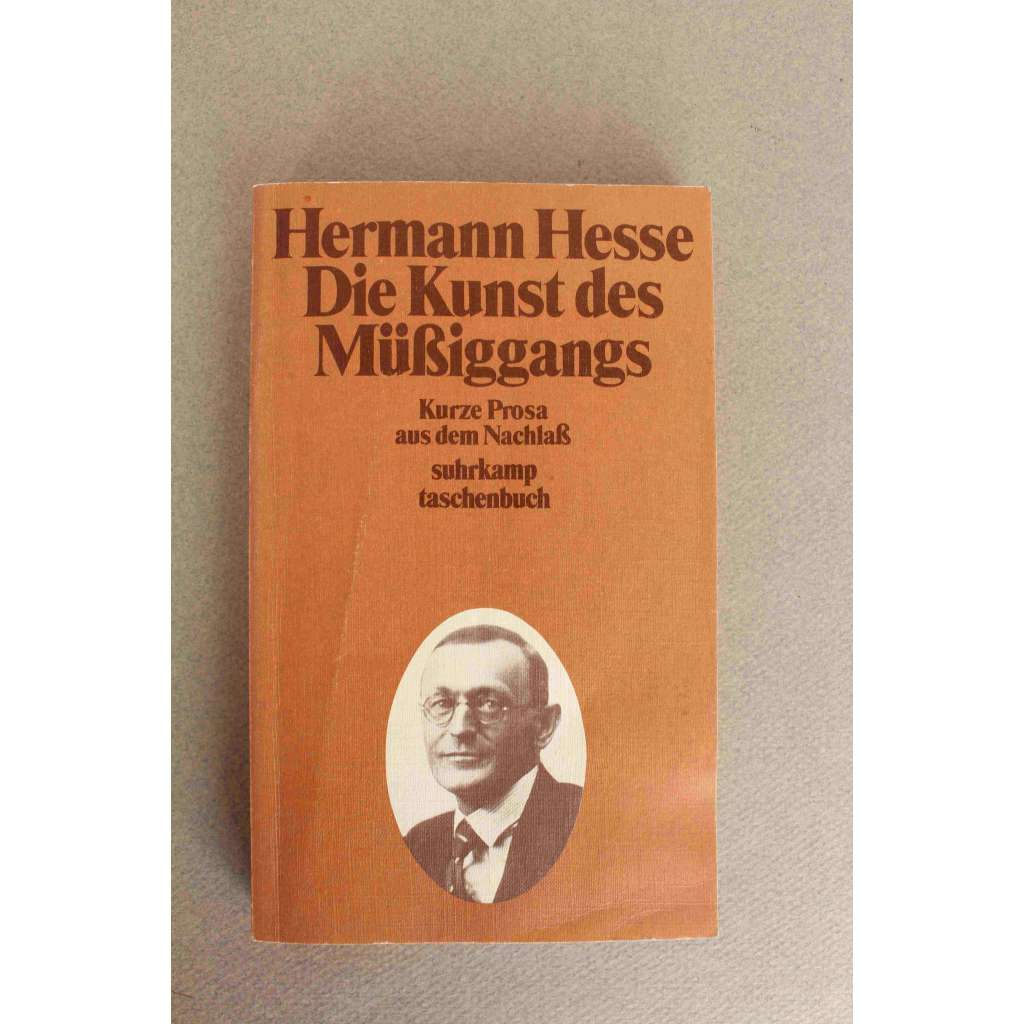 Hermann Hesse
Die Kunst des
Müßiggangs
Kurze Prosa
aus dem Nachlaß
suhrkamp
taschenbuch